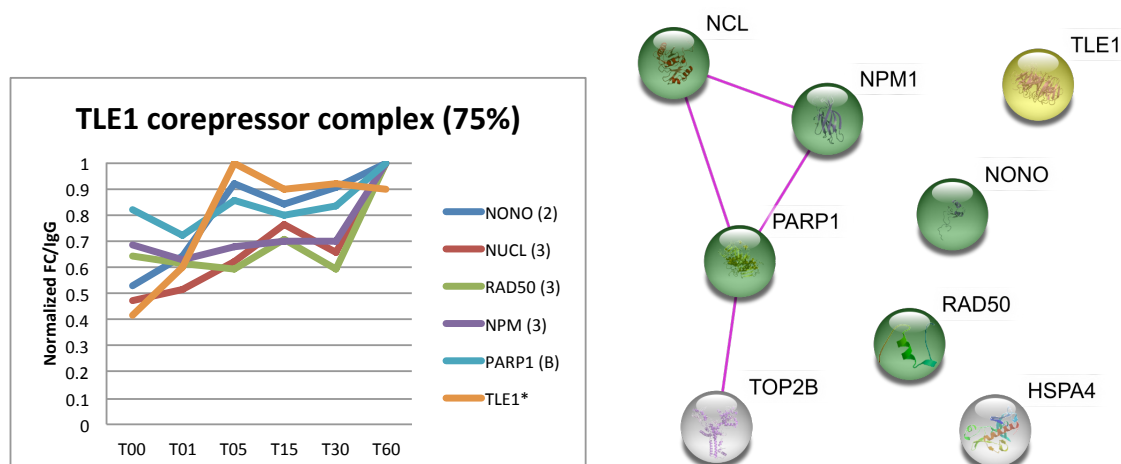 TLE1 corepressor complex (75%)
Normalized FC/IgG
1
0.9
0.8
0.7
0.6
0.5
0.4
0.3
0.2
0.1
0
T00 T01 T05 T15 T30 T60
NONO (2)
NUCL (3)
RAD50 (3)
NPM (3)
PARP1 (B)
TLE1*
NCL
TLE1
NPM1
NONO
PARP1
RAD50
TOP2B
HSPA4